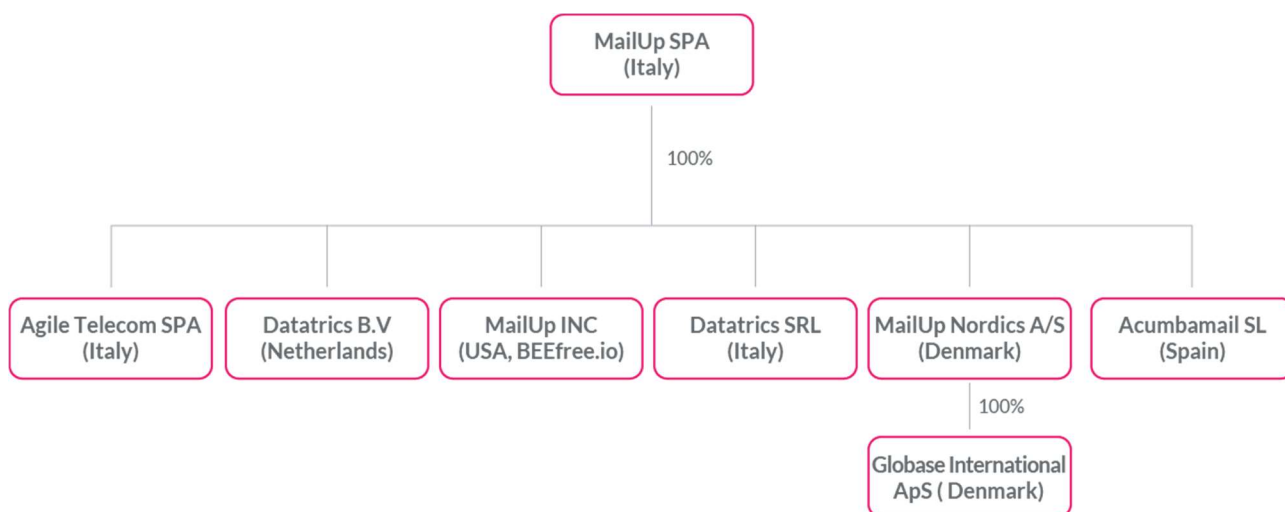 MailUp SPA
(Italy)
100%
Agile Telecom SPA
(Italy)
Datatrics B.V
(Netherlands)
MailUp INC
(USA, BEEfree.io)
Datatrics SRL
(Italy)
MailUp Nordics A/S
(Denmark)
Acumbamail SL
(Spain)
100%
Globase International
ApS ( Denmark)